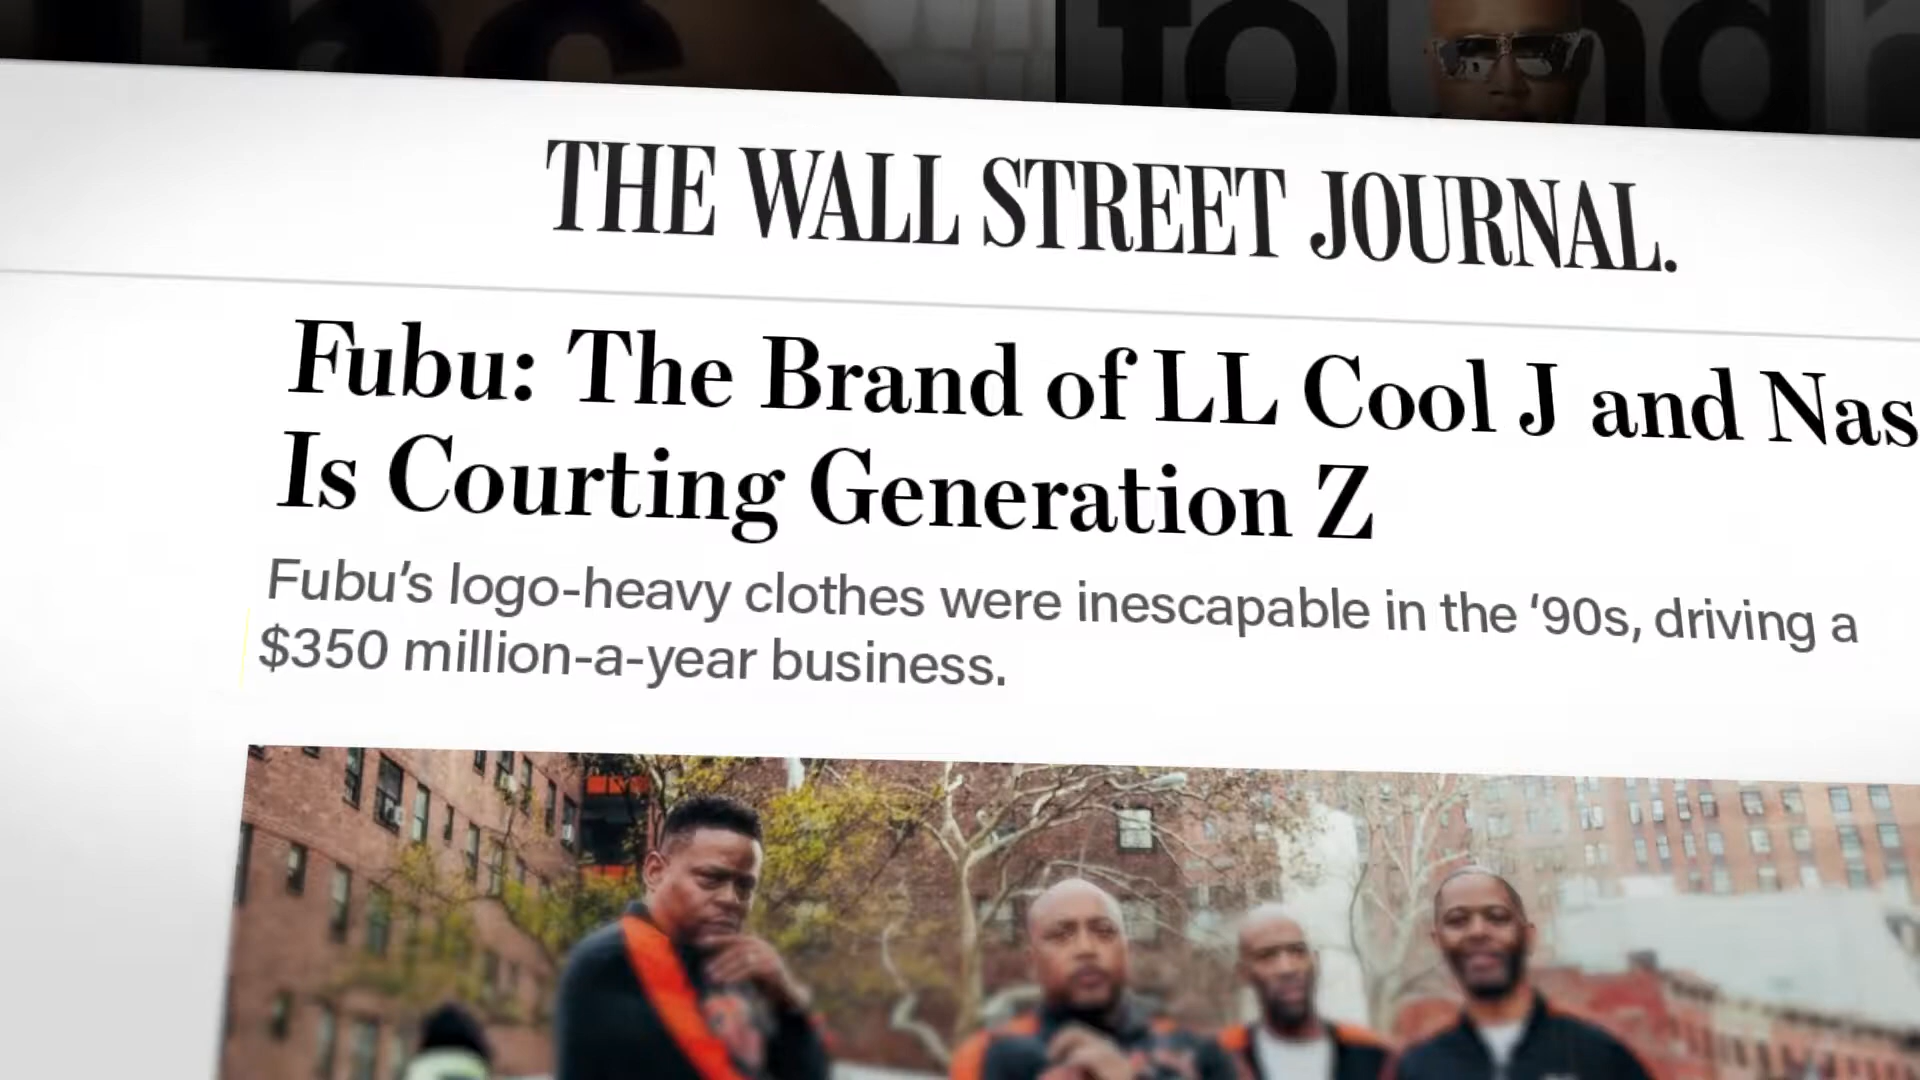 THE WALL STREET JOURNAL.
Fubu: The Brand of LL Cool J and Nas
Is Courting Generation Z
Fubu’s logo-heavy clothes were inescapable in the ‘90s, driving a
$350 million-a-year business.